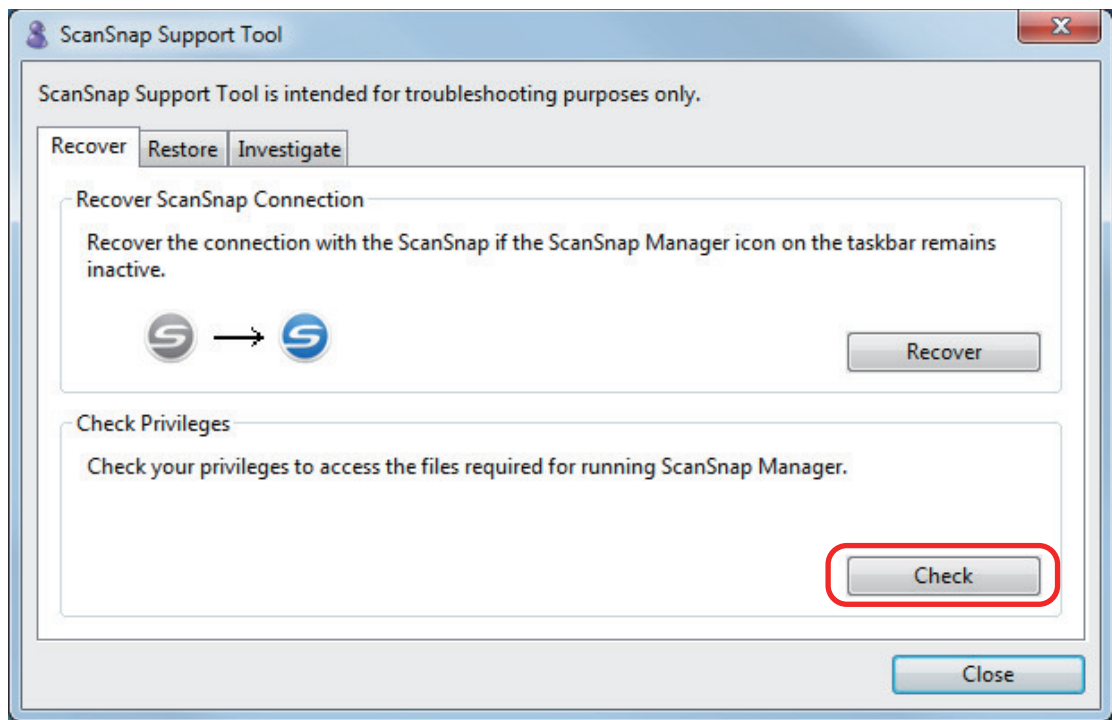 ScanSnap Support Tool
ScanSnap Support Tool is intended for troubleshooting purposes only.
Recover Restore Investigate
Recover ScanSnap Connection
Recover the connection with the ScanSnap if the ScanSnap Manager icon on the taskbar remains
inactive.
Recover
Check Privileges
Check your privileges to access the files required for running ScanSnap Manager.
Check
Close